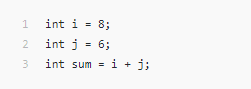 1 int i = 8;
2 int j = 6;
3 int sum = i + j;